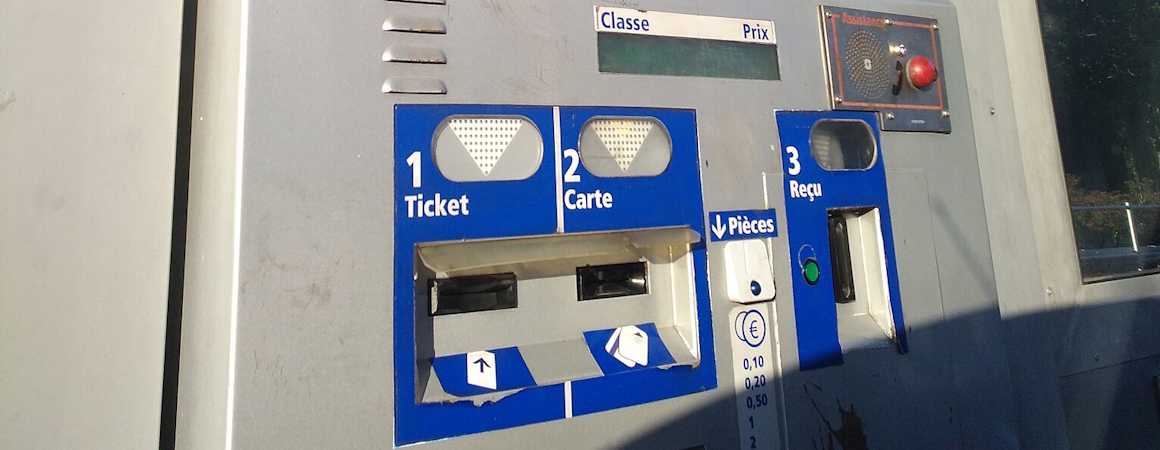 Classe
Prix
Assistance
1
Ticket
2
Carte
3
Reçu
↓ Pièces
€
0,10
0,20
0,50
1
2